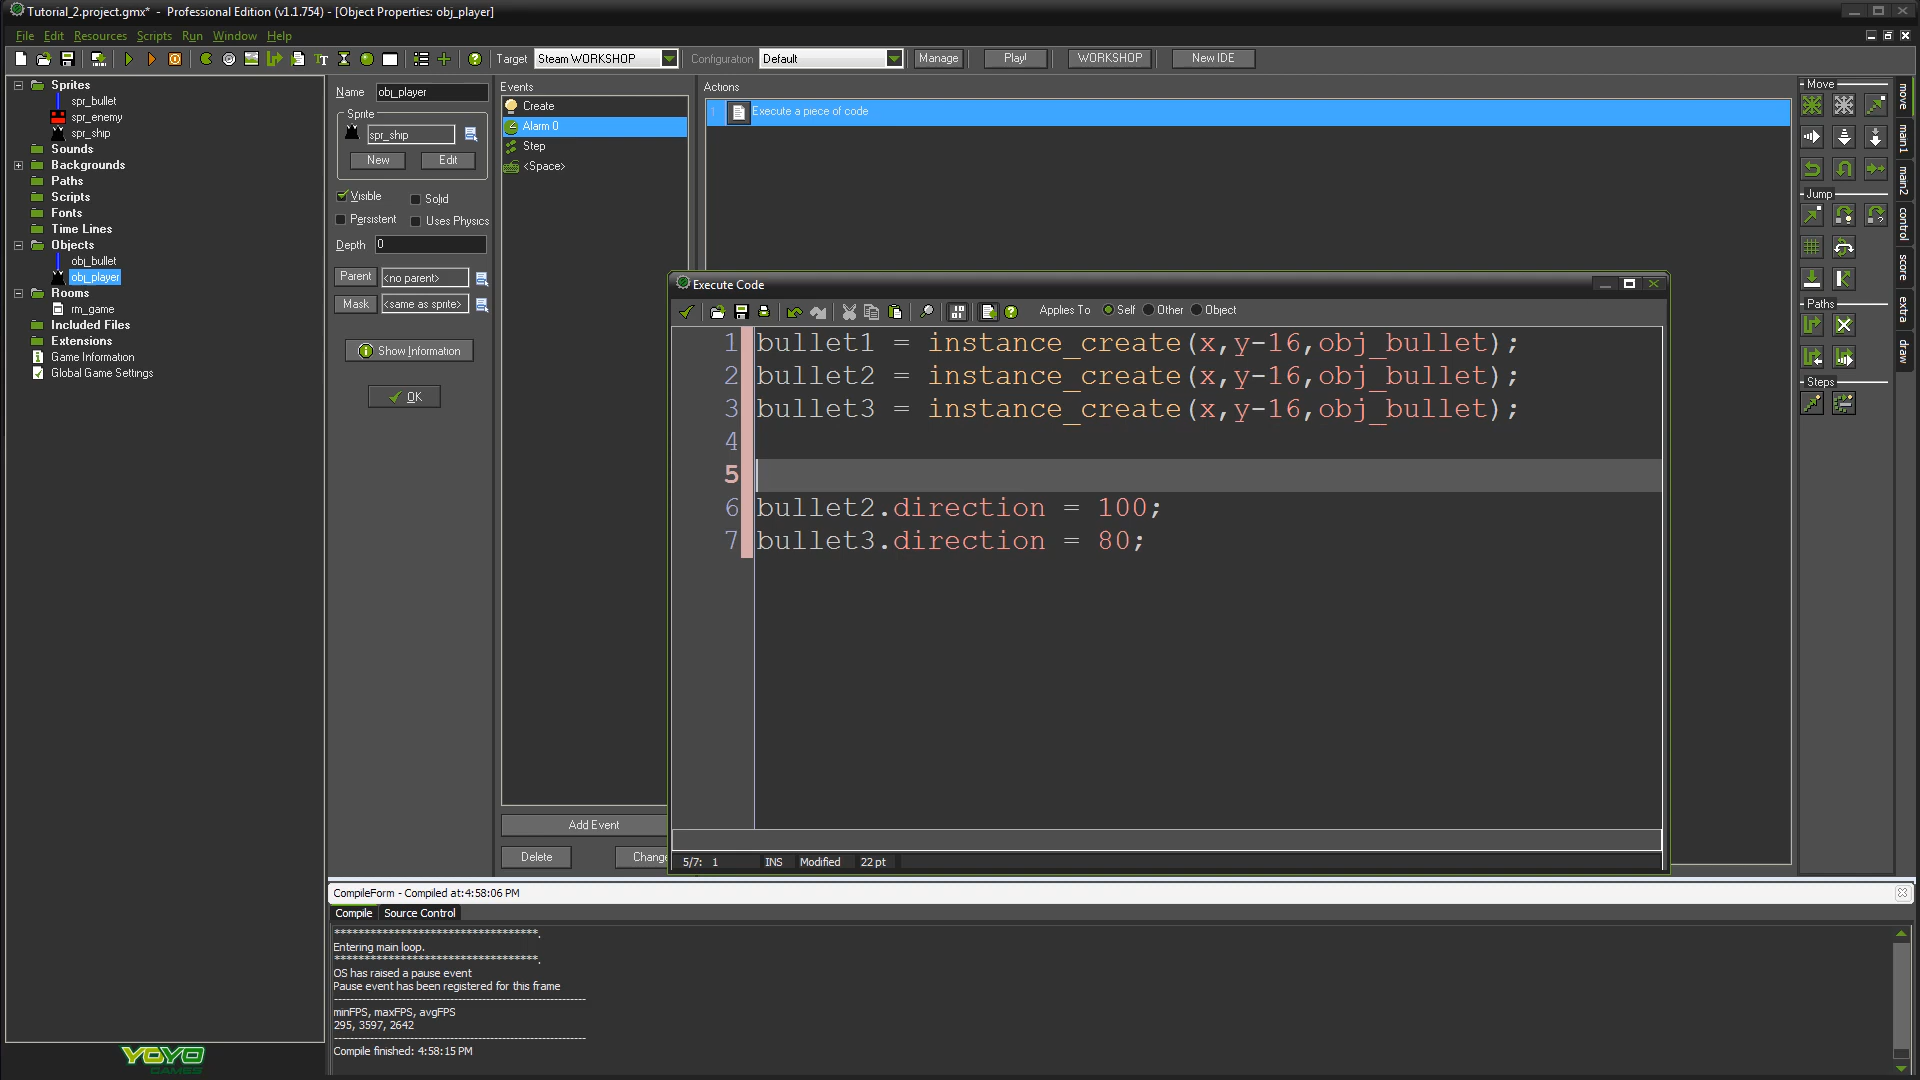 Tutorial_2.project.gmx* - Professional Edition (v1.1.754) - [Object Properties: obj_player]
File Edit Resources Scripts Run Window Help
Target Steam WORKSHOP Configuration Default Manage Play! WORKSHOP New IDE
Sprites
spr_bullet
spr_enemy
spr_ship
Sounds
Backgrounds
Paths
Scripts
Fonts
Time Lines
Objects
obj_bullet
obj_player
Rooms
rm_game
Included Files
Extensions
Game Information
Global Game Settings
YOYO
GAMES
Name obj_player
Sprite
spr_ship
New Edit
Visible Solid
Persistent Uses Physics
Depth 0
Parent <no parent>
Mask <same as sprite>
Show Information
OK
Events
Create
Alarm 0
Step
<Space>
Add Event
Delete Change
Actions
1 Execute a piece of code
Execute Code
Applies To Self Other Object
1 bullet1 = instance_create(x,y-16,obj_bullet);
2 bullet2 = instance_create(x,y-16,obj_bullet);
3 bullet3 = instance_create(x,y-16,obj_bullet);
4
5
6 bullet2.direction = 100;
7 bullet3.direction = 80;
5/7: 1 INS Modified 22 pt
Move
Jump
Paths
Steps
move
main1
main2
control
score
extra
draw
CompileForm - Compiled at:4:58:06 PM
Compile Source Control
***********************************.
Entering main loop.
***********************************.
OS has raised a pause event
Pause event has been registered for this frame
---------------------------------------------------------------
minFPS, maxFPS, avgFPS
295, 3597, 2642
---------------------------------------------------------------
Compile finished: 4:58:15 PM